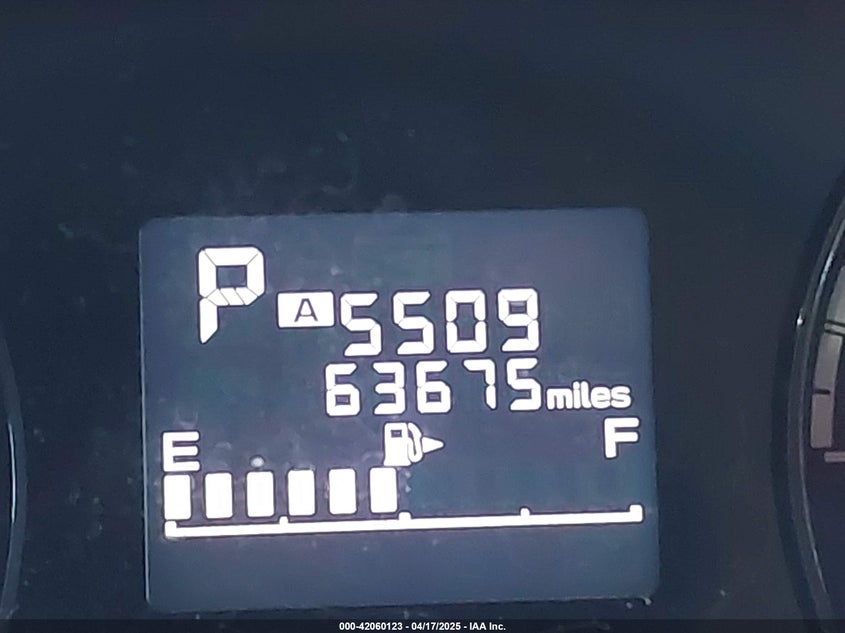 P
A 5509
63675 miles
E F
000-42060123 - 04/17/2025 - IAA Inc.